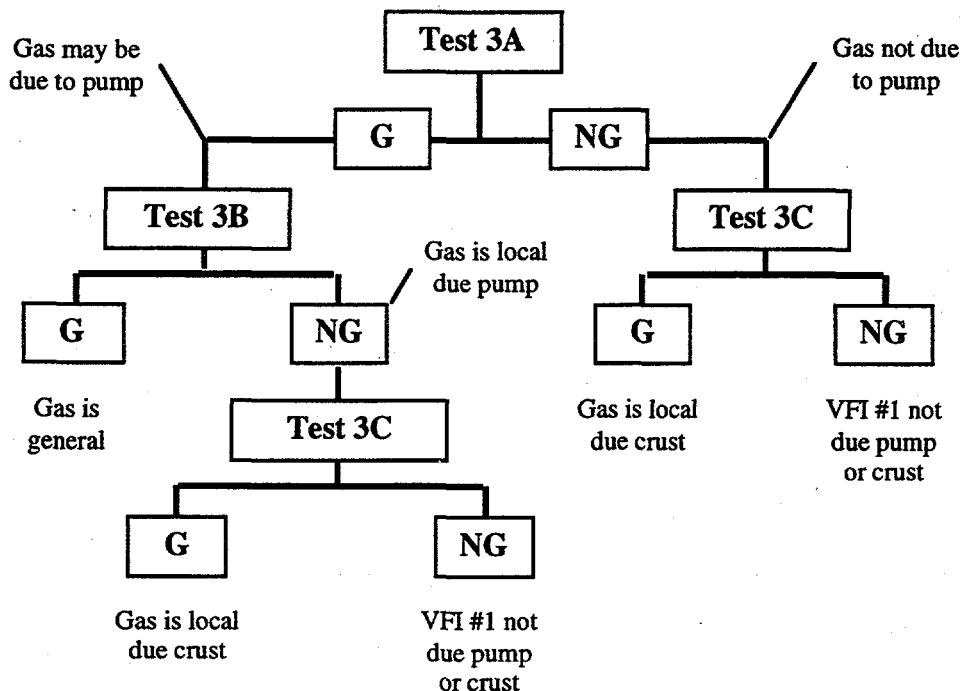 Test 3A
Gas may be
due to pump
Gas not due
to pump
G
NG
Test 3B
Test 3C
Gas is local
due pump
G
NG
G
NG
Gas is
general
Test 3C
Gas is local
due crust
VFI #1 not
due pump
or crust
G
NG
Gas is local
due crust
VFI #1 not
due pump
or crust